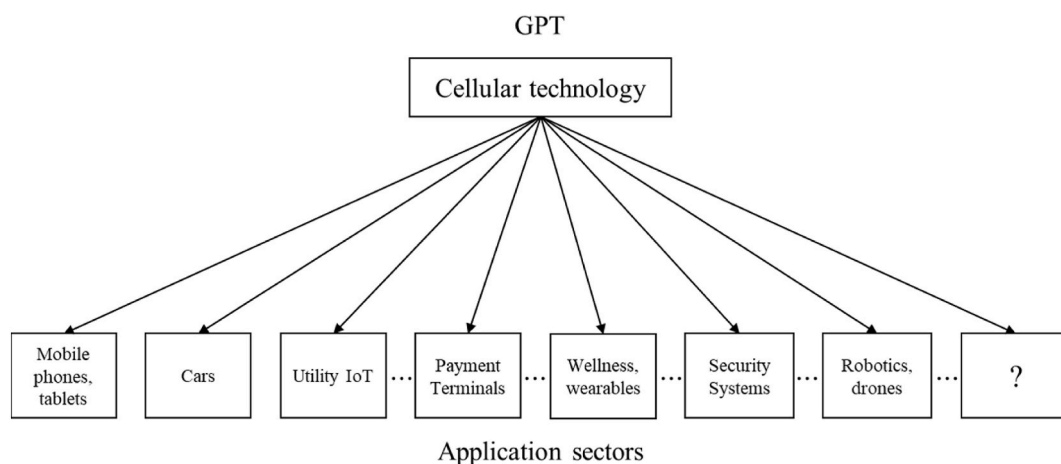 GPT
Cellular technology
Mobile
phones,
tablets
Cars
Utility IoT
...
Payment
Terminals
...
Wellness,
wearables
...
Security
Systems
...
Robotics,
drones
...
?
Application sectors